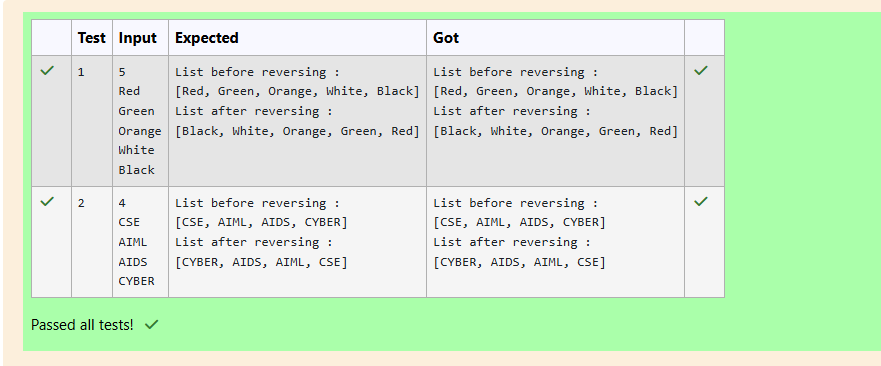 Test Input Expected Got
1 5 List before reversing : List before reversing :
Red [Red, Green, Orange, White, Black] [Red, Green, Orange, White, Black]
Green List after reversing : List after reversing :
Orange [Black, White, Orange, Green, Red] [Black, White, Orange, Green, Red]
White
Black
2 4 List before reversing : List before reversing :
CSE [CSE, AIML, AIDS, CYBER] [CSE, AIML, AIDS, CYBER]
AIML List after reversing : List after reversing :
AIDS [CYBER, AIDS, AIML, CSE] [CYBER, AIDS, AIML, CSE]
CYBER
Passed all tests!